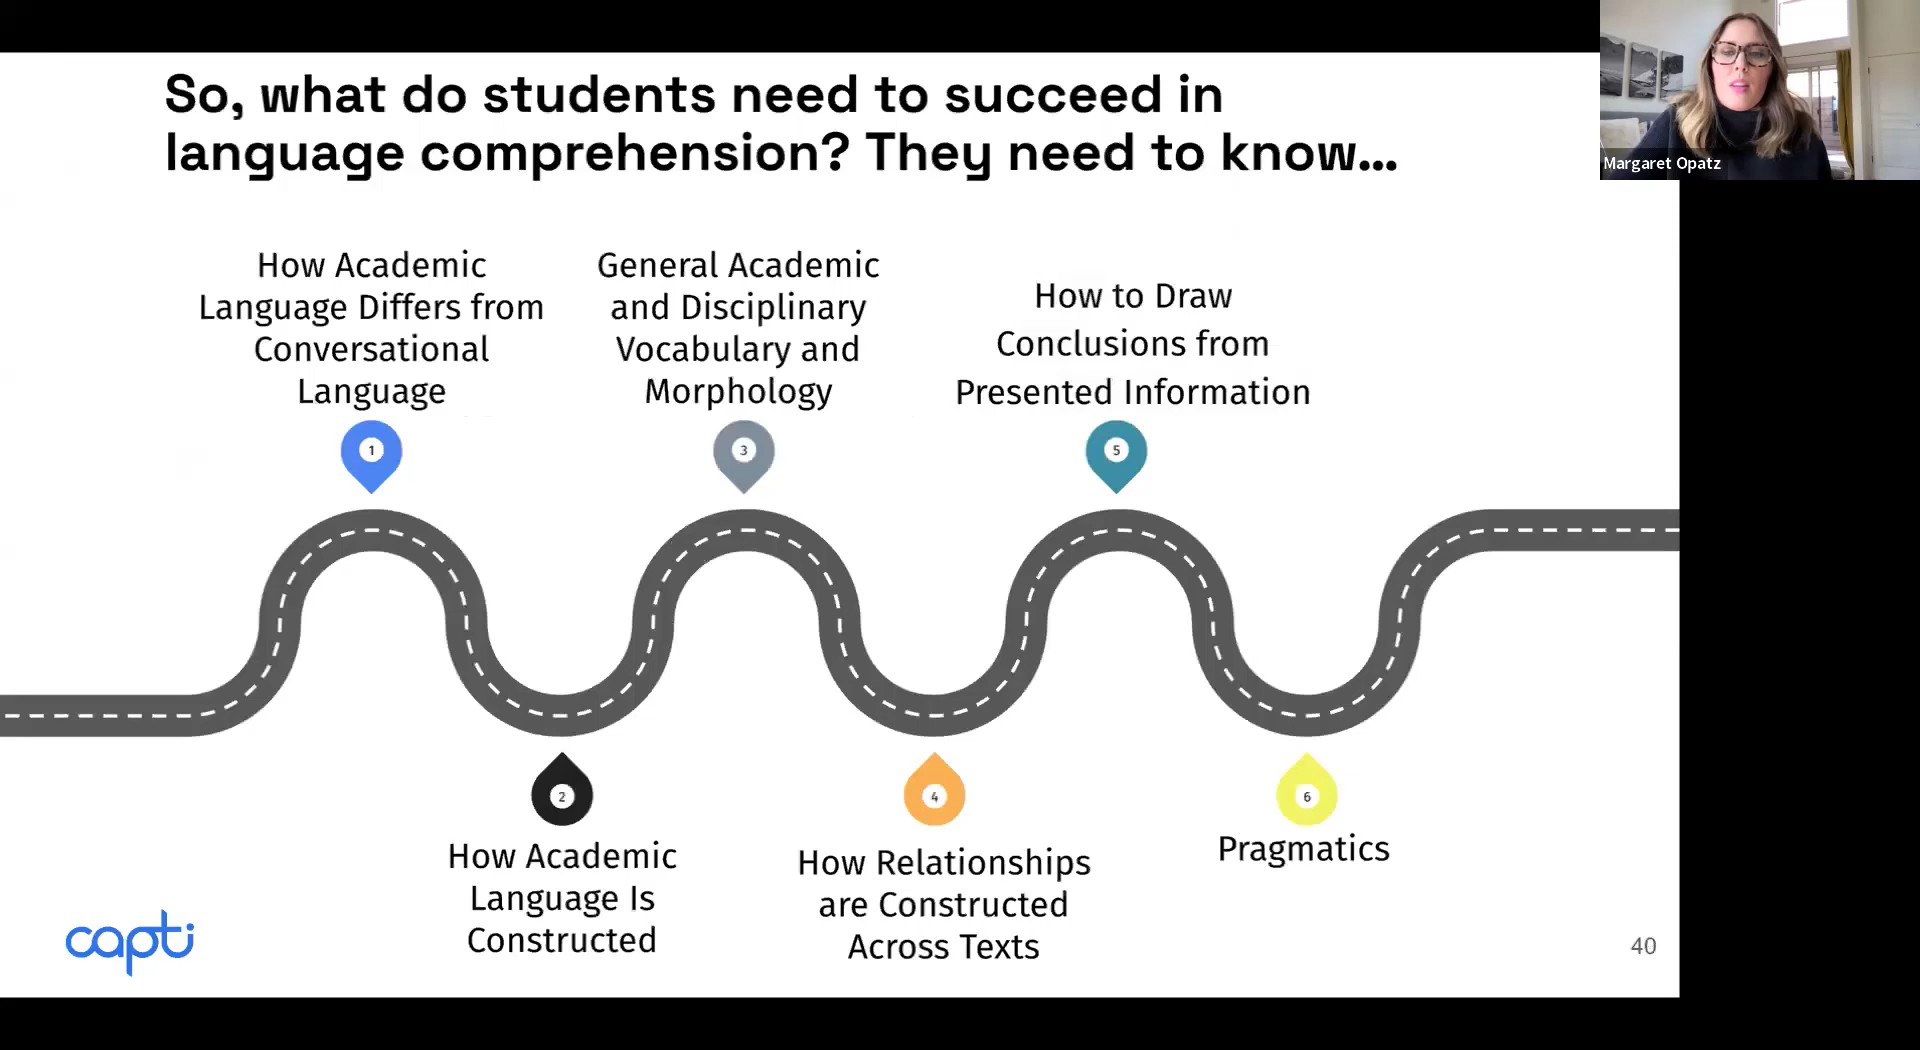 So, what do students need to succeed in
language comprehension? They need to know...
Margaret Opatz
How Academic
Language Differs from
Conversational
Language
1
General Academic
and Disciplinary
Vocabulary and
Morphology
3
How to Draw
Conclusions from
Presented Information
5
2
How Academic
Language Is
Constructed
4
How Relationships
are Constructed
Across Texts
6
Pragmatics
capti
40